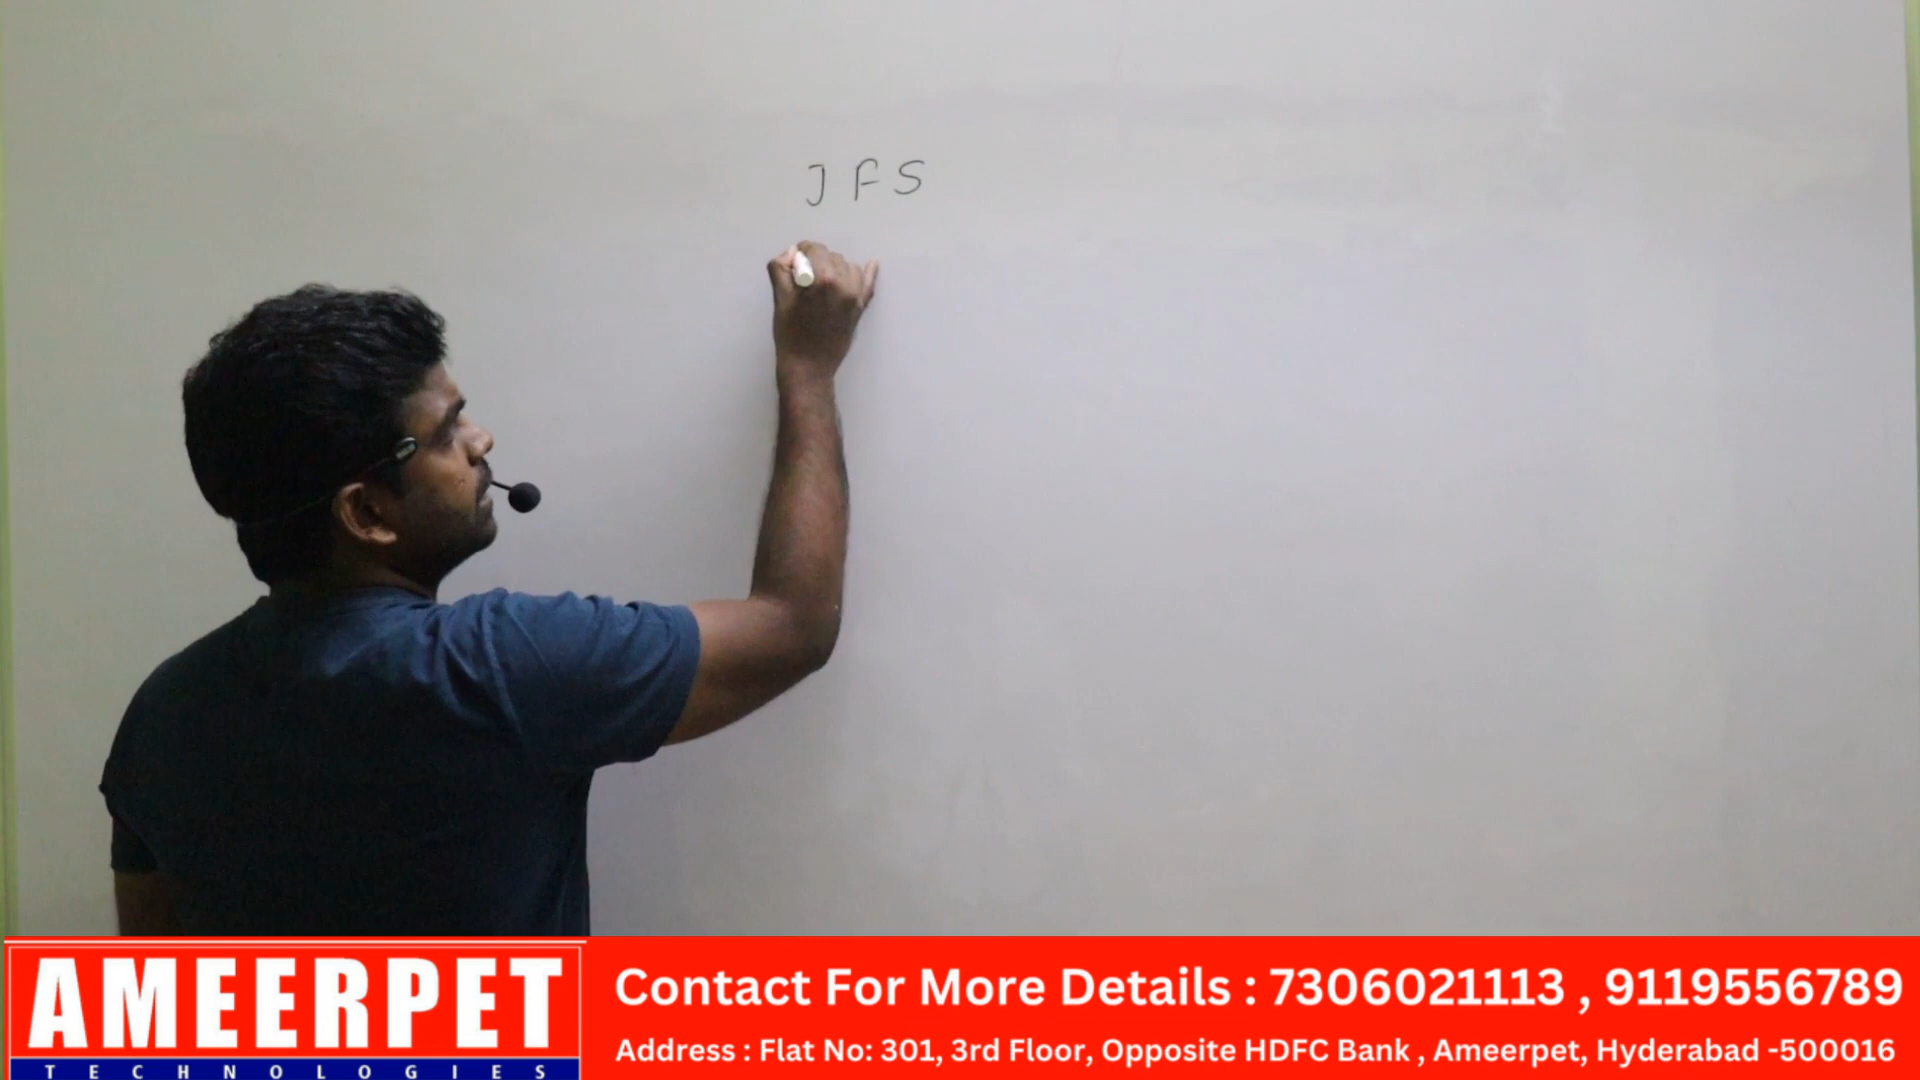 J F S
AMEERPET
TECHNOLOGIES
Contact For More Details : 7306021113 , 9119556789
Address : Flat No: 301, 3rd Floor, Opposite HDFC Bank , Ameerpet, Hyderabad -500016